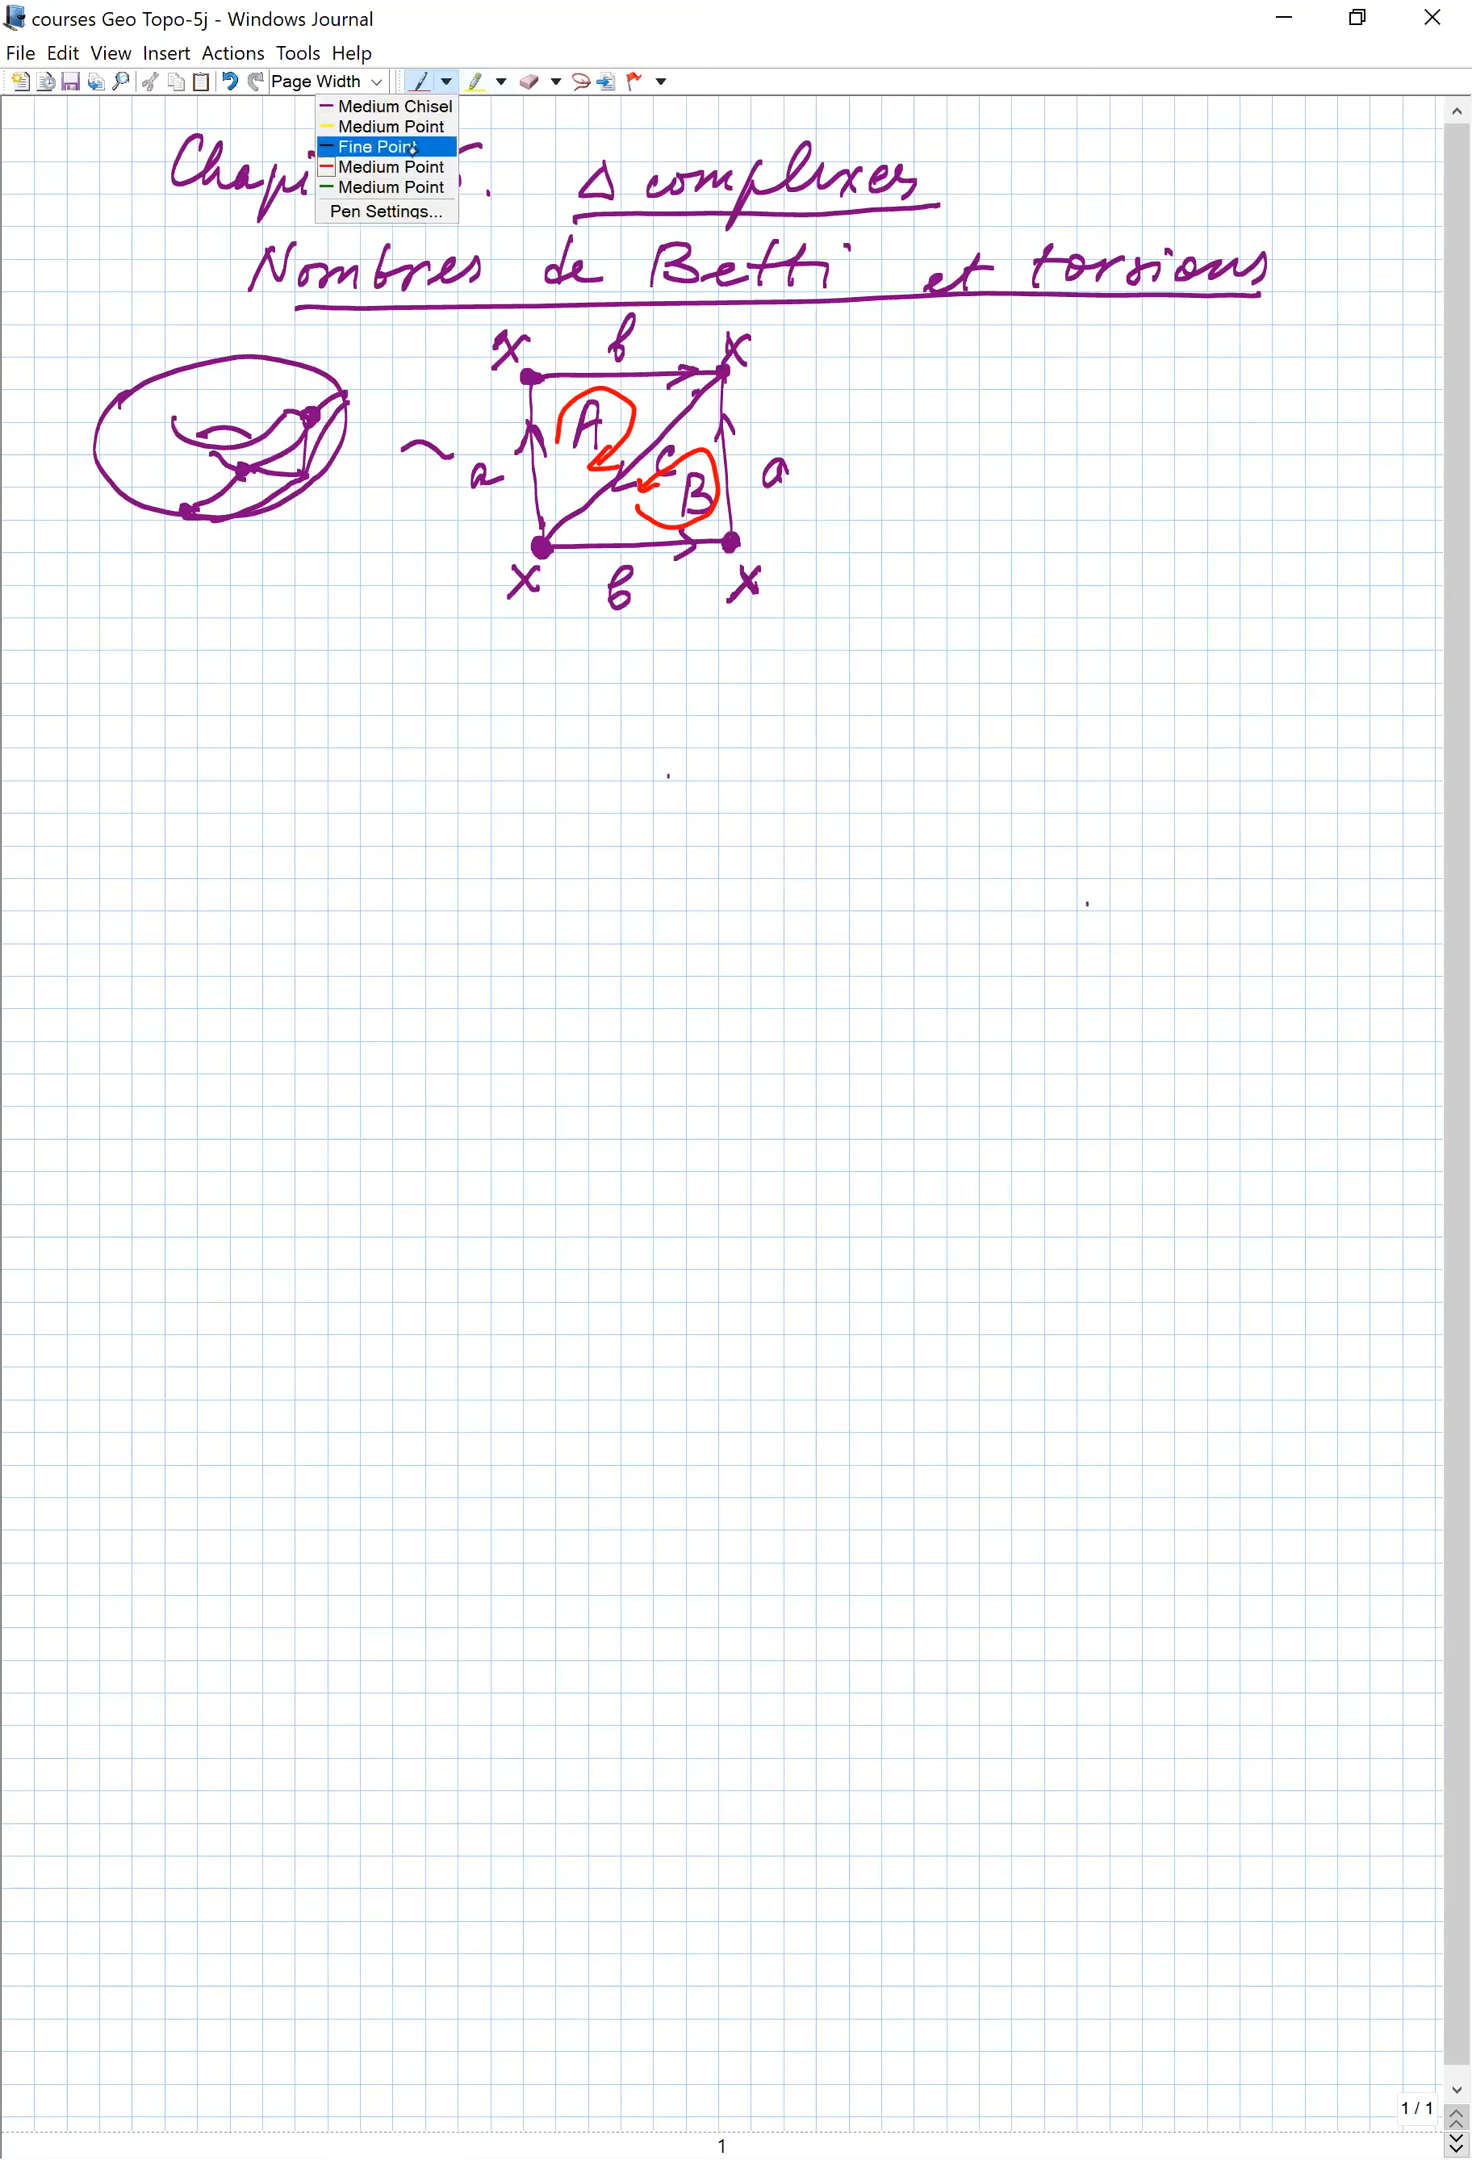 courses Geo Topo-5j - Windows Journal
File Edit View Insert Actions Tools Help
Page Width
Medium Chisel
Medium Point
Fine Point
Medium Point
Medium Point
Pen Settings...
Δ complexes
Nombres de Betti et torsions
x b x
A
a c a
B
x b x
1 / 1
1